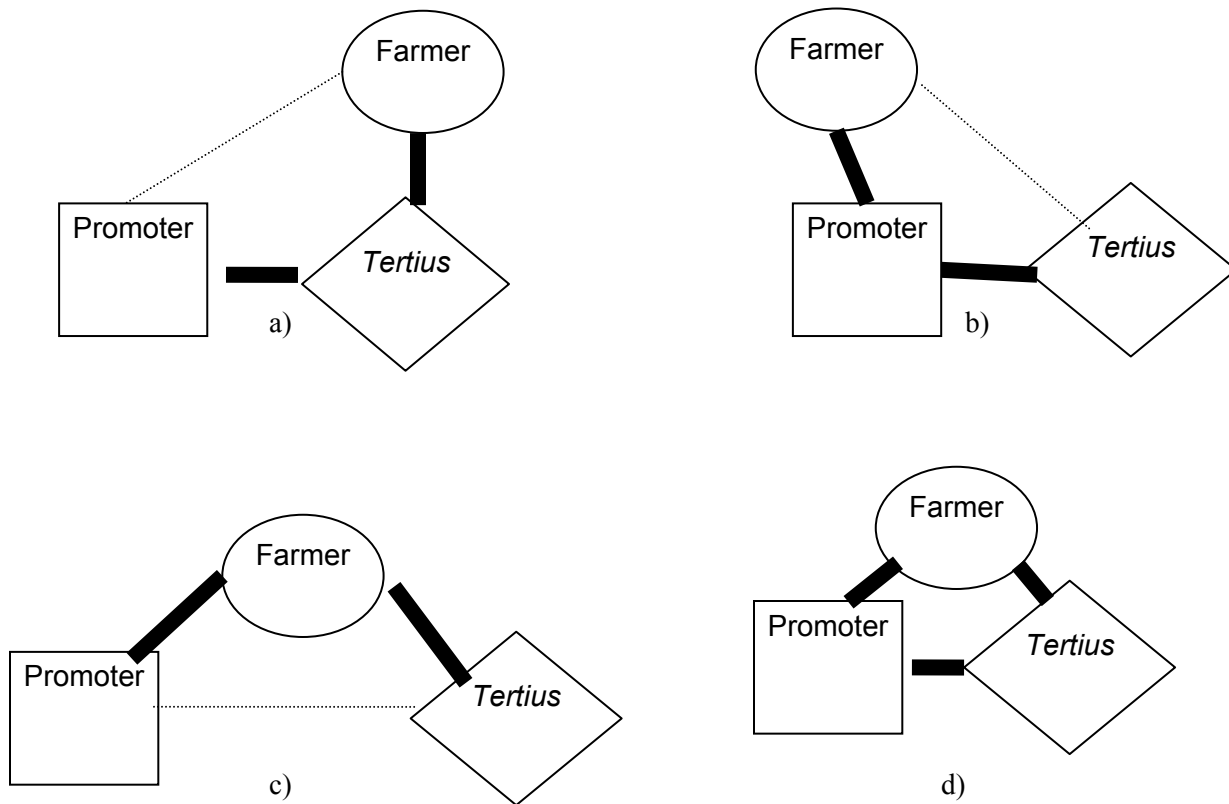 Farmer
Promoter
Tertius
a)
Farmer
Promoter
Tertius
b)
Farmer
Promoter
Tertius
c)
Farmer
Promoter
Tertius
d)